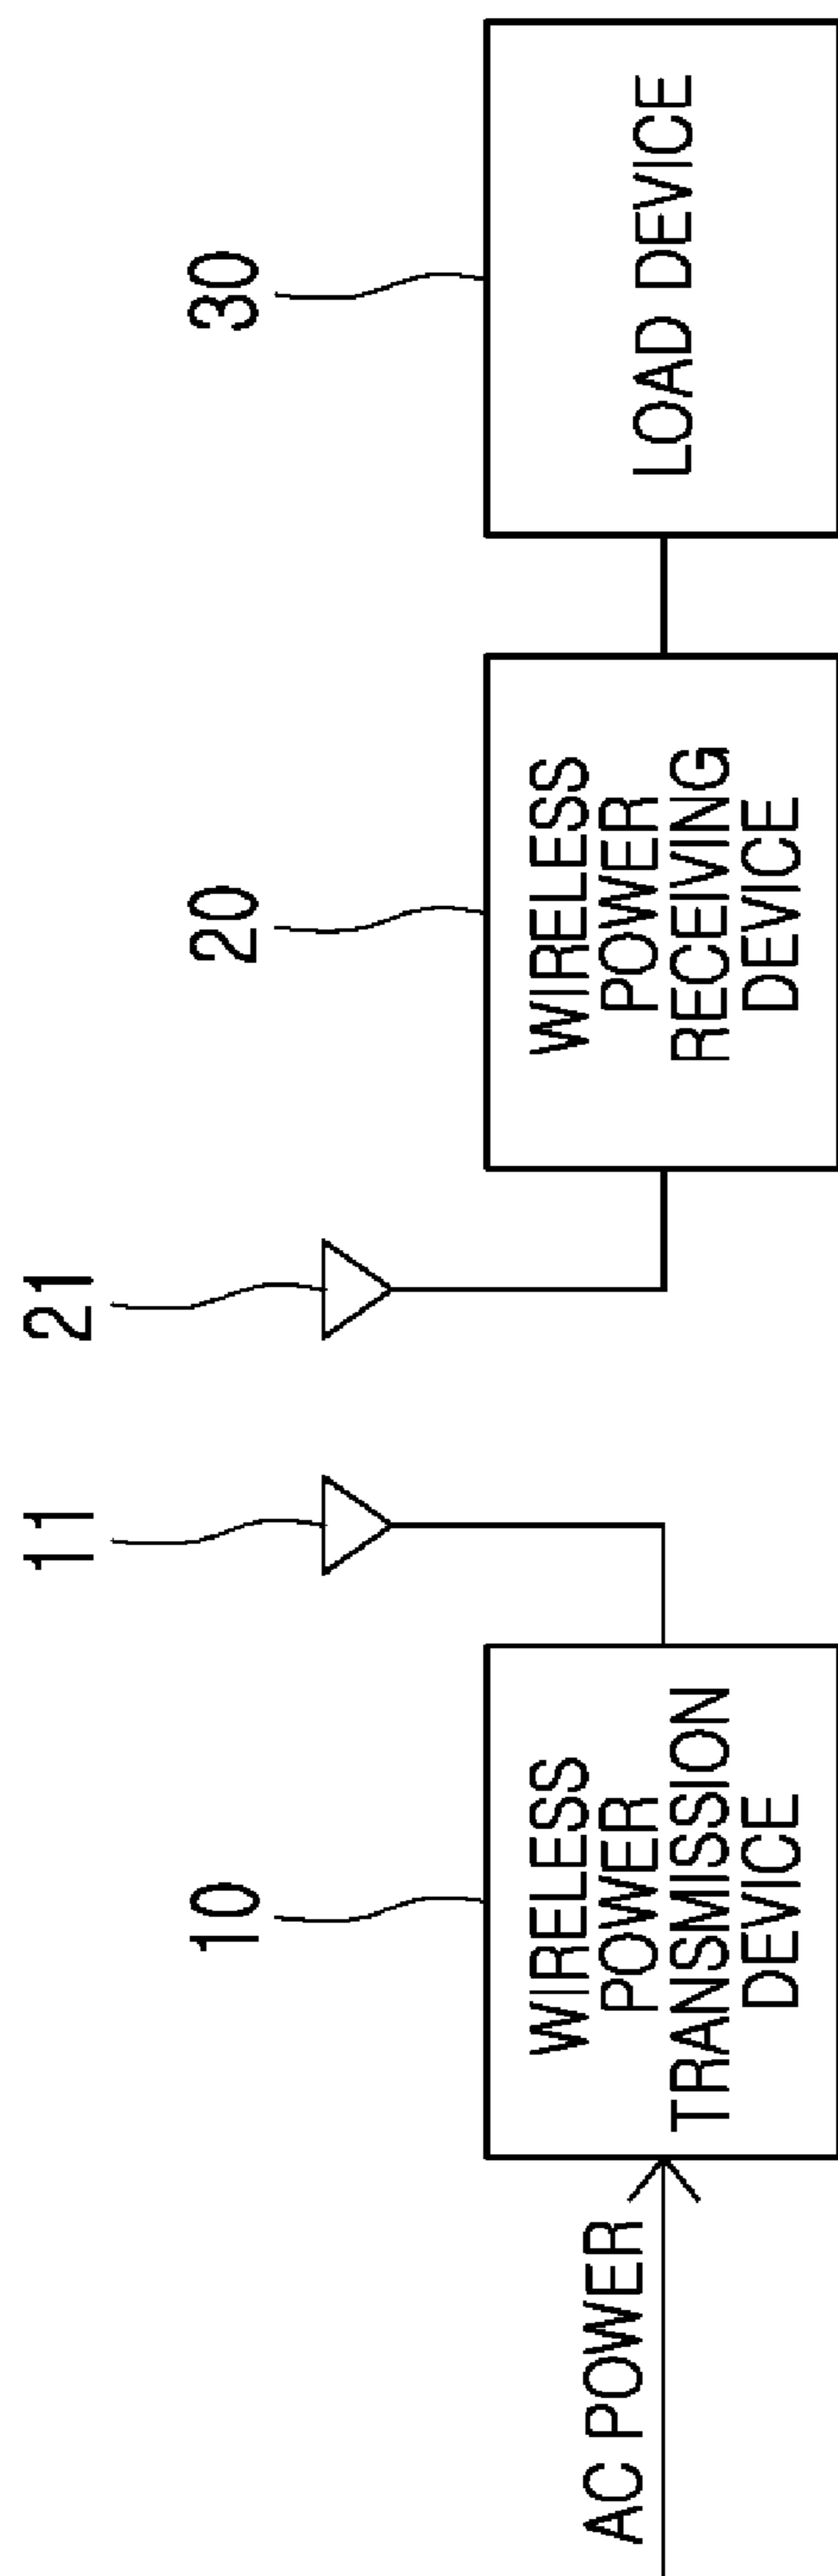 11
21
10
20
30
AC POWER
WIRELESS
POWER
TRANSMISSION
DEVICE
WIRELESS
POWER
RECEIVING
DEVICE
LOAD DEVICE